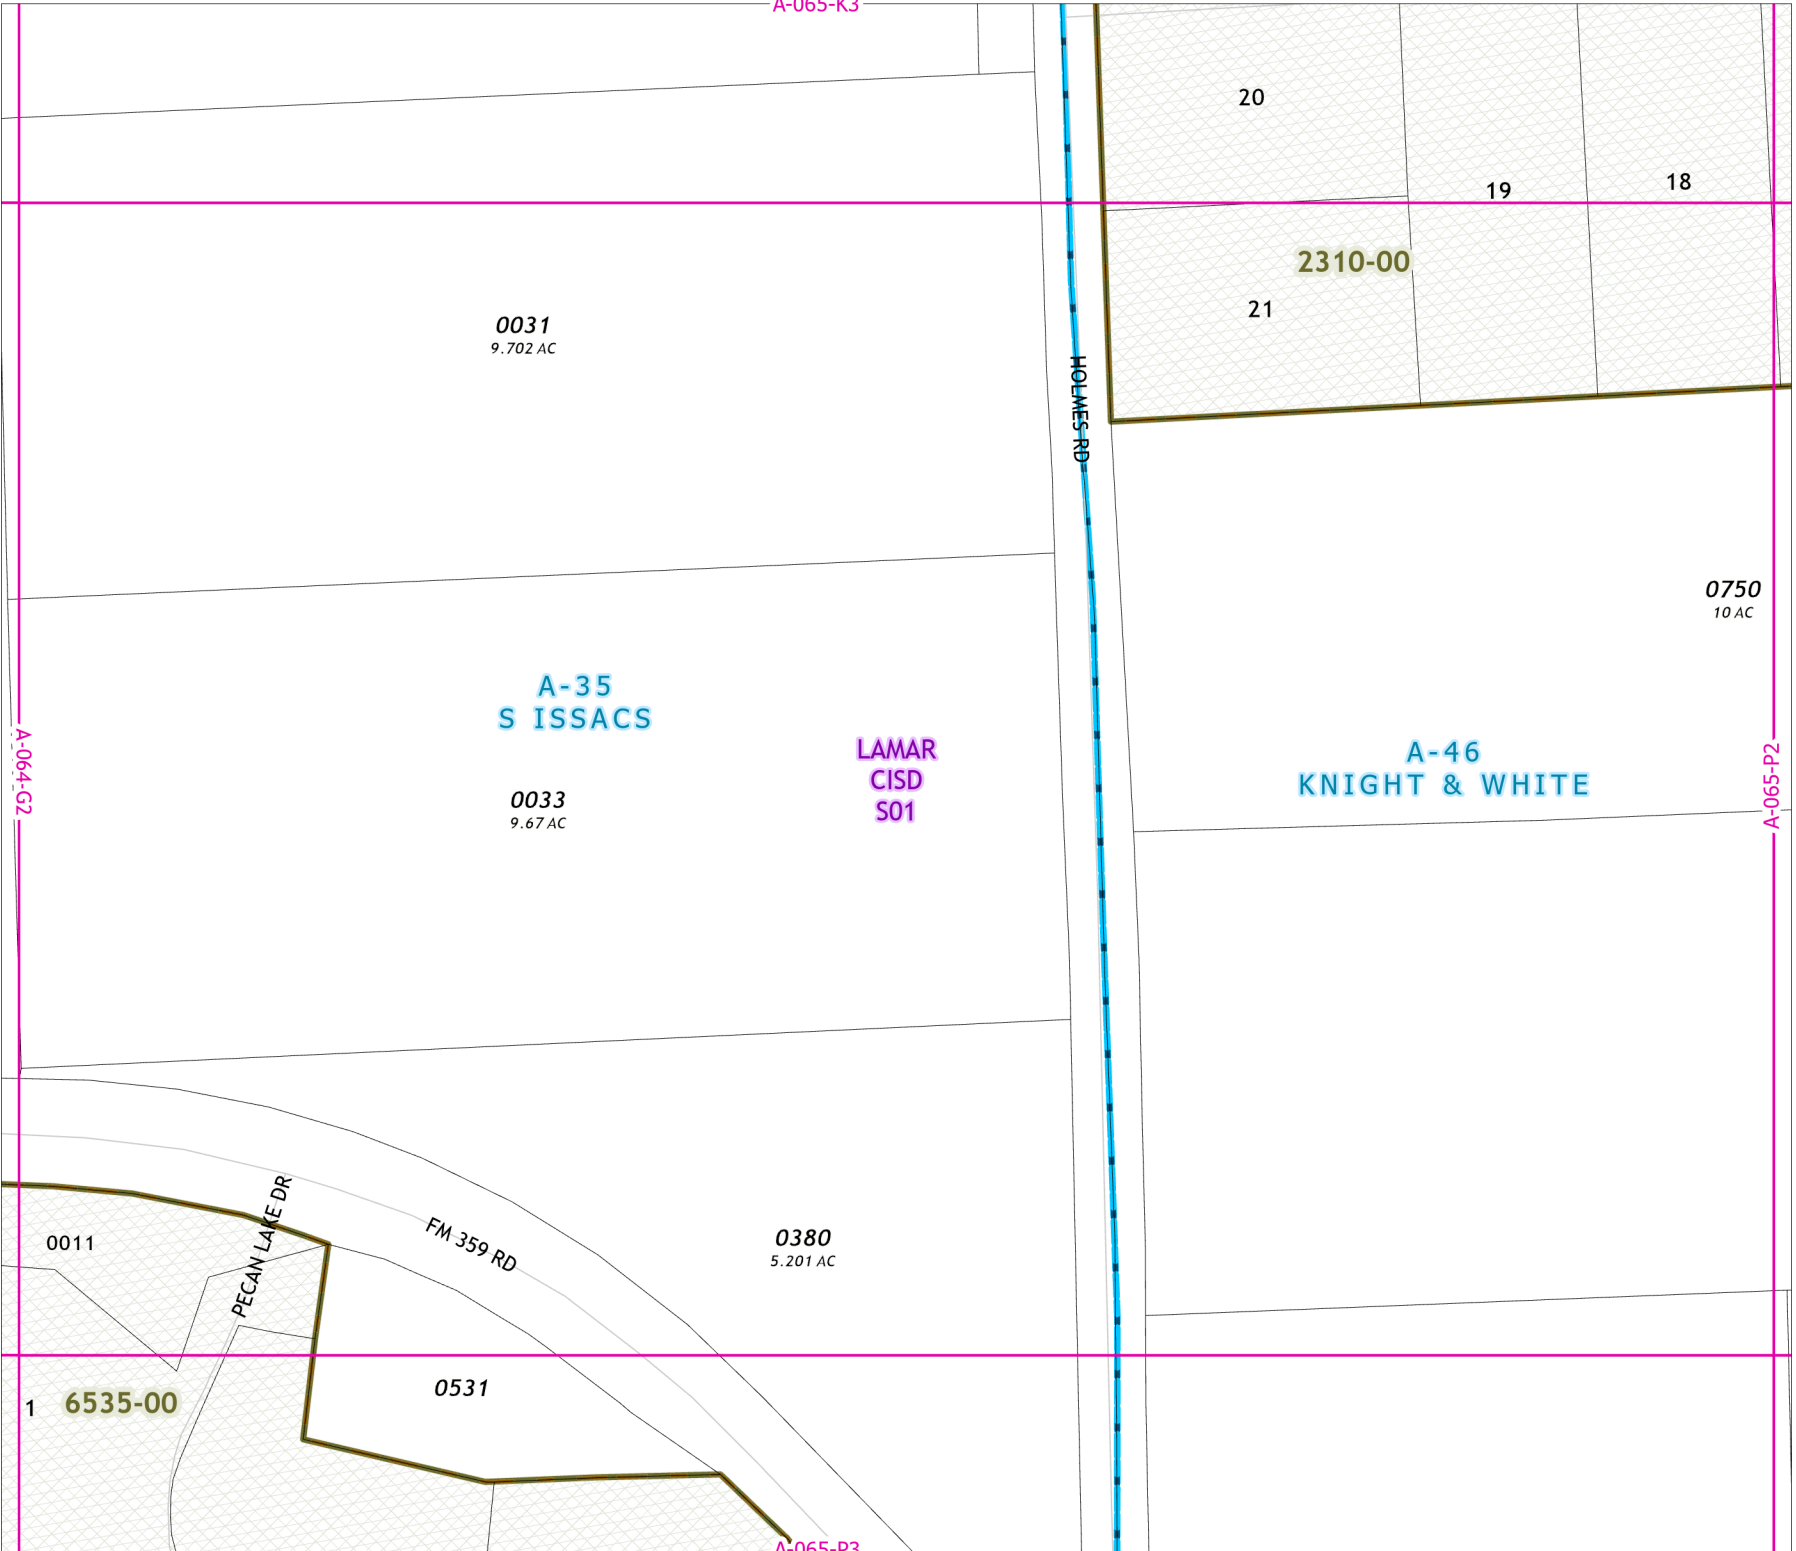 A-065-K3
20
19
18
2310-00
21
0031
9.702 AC
HOLMES RD
0750
10 AC
A-35
S ISSACS
A-064-G2
LAMAR
CISD
S01
A-46
KNIGHT & WHITE
A-065-P2
0033
9.67 AC
PECAN LAKE DR
0011
FM 359 RD
0380
5.201 AC
0531
1
6535-00
A-065-P3